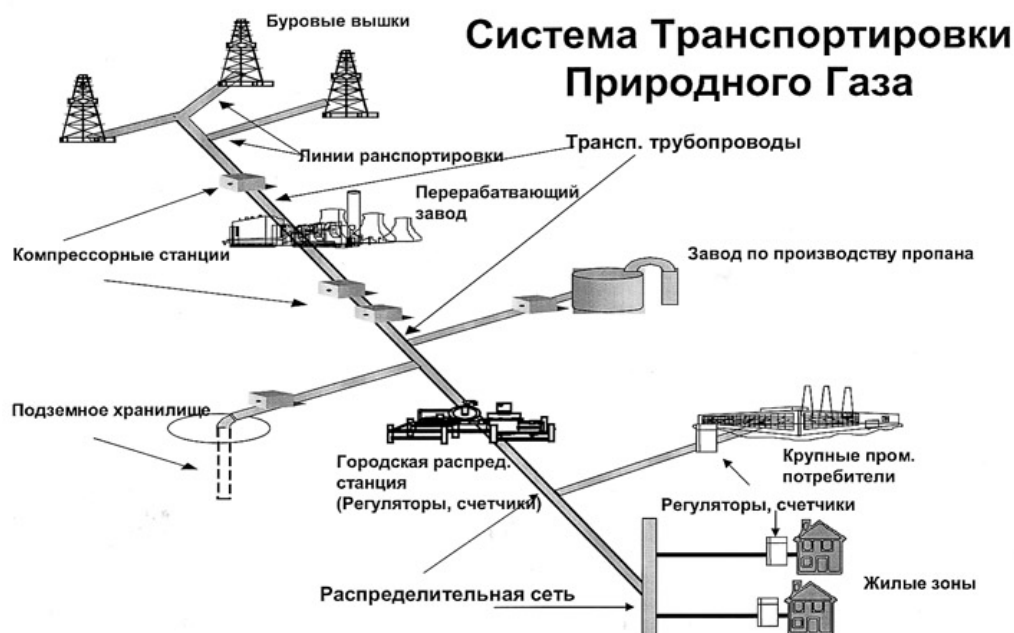 Буровые вышки
Система Транспортировки
Природного Газа
Линии ранспортировки
Трансп. трубопроводы
Перерабатвающий
завод
Компрессорные станции
Завод по производству пропана
Подземное хранилище
Городская распред.
станция
(Регуляторы, счетчики)
Крупные пром.
потребители
Регуляторы, счетчики
Жилые зоны
Распределительная сеть